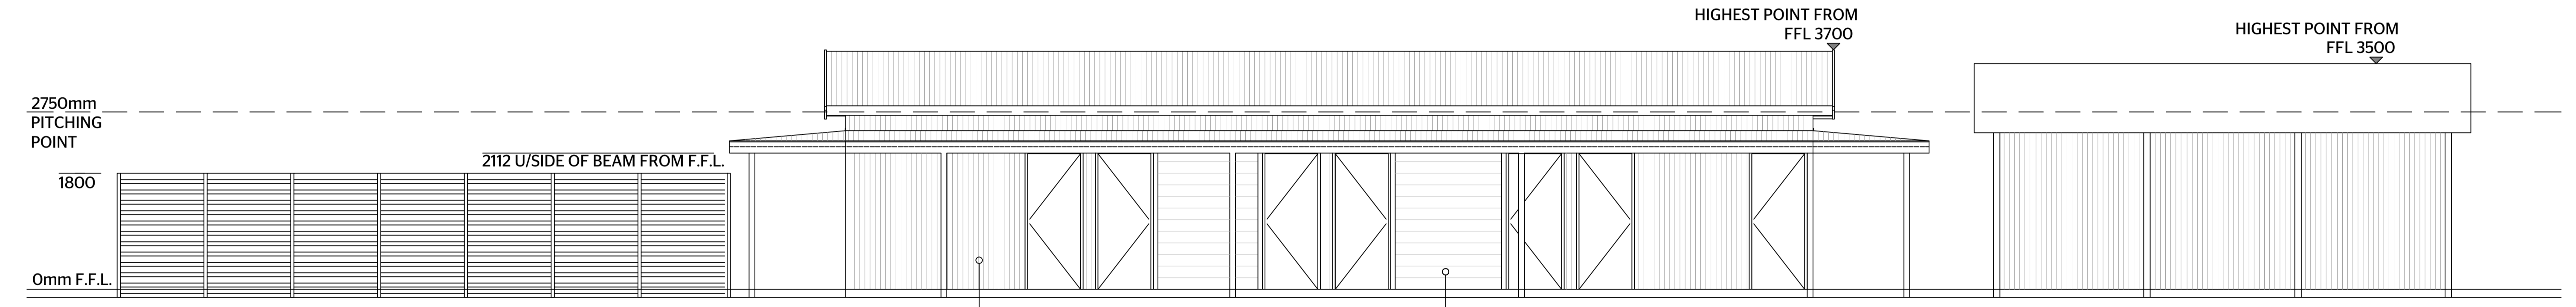 HIGHEST POINT FROM
FFL 3700
HIGHEST POINT FROM
FFL 3500
2750mm
PITCHING
POINT
2112 U/SIDE OF BEAM FROM F.F.L.
1800
0mm F.F.L.